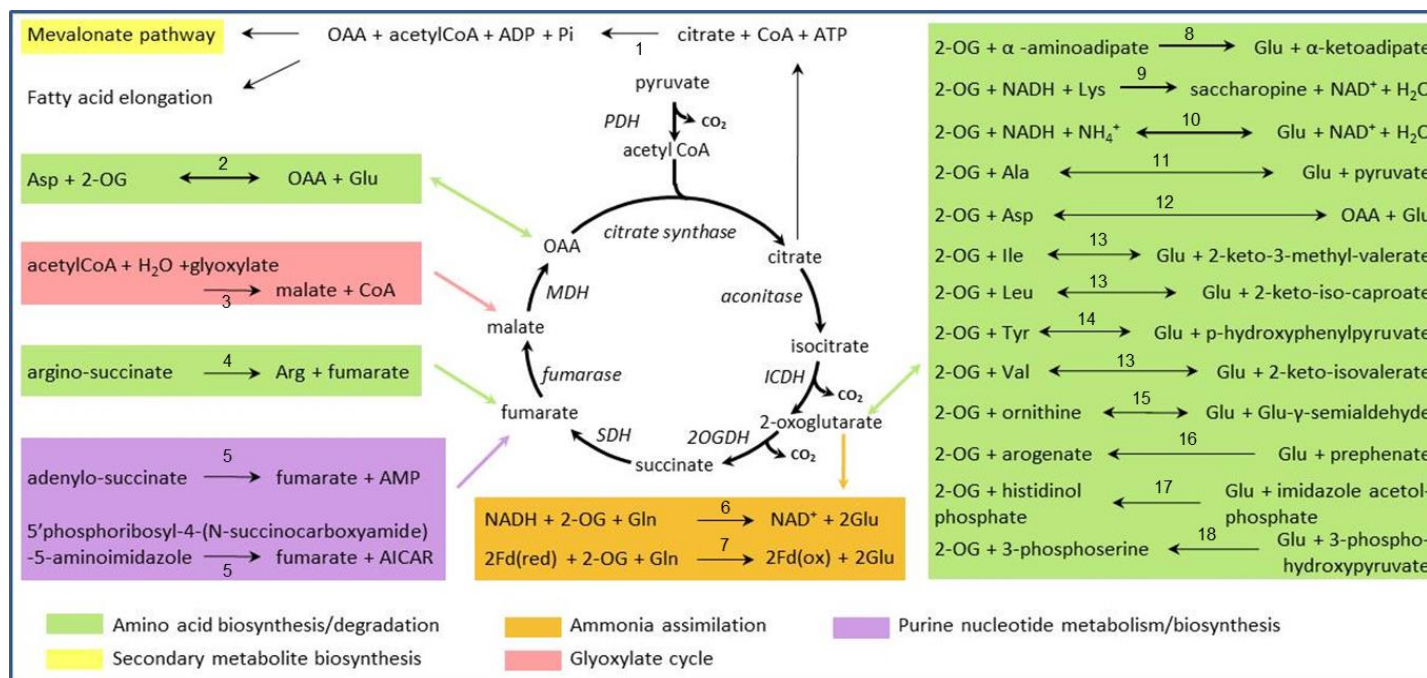 Mevalonate pathway
OAA + acetylCoA + ADP + Pi
1
citrate + CoA + ATP
Fatty acid elongation
pyruvate
PDH
CO₂
acetyl CoA
Asp + 2-OG
2
OAA + Glu
OAA
citrate synthase
citrate
acetylCoA + H₂O +glyoxylate
3
malate + CoA
MDH
aconitase
malate
isocitrate
argino-succinate
4
Arg + fumarate
fumarase
ICDH
CO₂
fumarate
2-oxoglutarate
SDH
2OGDH
CO₂
succinate
adenylo-succinate
5
fumarate + AMP
5'phosphoribosyl-4-(N-succinocarboxyamide)
-5-aminoimidazole
5
fumarate + AICAR
NADH + 2-OG + Gln
6
NAD⁺ + 2Glu
2Fd(red) + 2-OG + Gln
7
2Fd(ox) + 2Glu
2-OG + α -aminoadipate
8
Glu + α-ketoadipate
2-OG + NADH + Lys
9
saccharopine + NAD⁺ + H₂O
2-OG + NADH + NH₄⁺
10
Glu + NAD⁺ + H₂O
2-OG + Ala
11
Glu + pyruvate
2-OG + Asp
12
OAA + Glu
2-OG + Ile
13
Glu + 2-keto-3-methyl-valerate
2-OG + Leu
13
Glu + 2-keto-iso-caproate
2-OG + Tyr
14
Glu + p-hydroxyphenylpyruvate
2-OG + Val
13
Glu + 2-keto-isovalerate
2-OG + ornithine
15
Glu + Glu-γ-semialdehyde
2-OG + arogenate
16
Glu + prephenate
2-OG + histidinol
phosphate
17
Glu + imidazole acetol-
phosphate
2-OG + 3-phosphoserine
18
Glu + 3-phospho-
hydroxypyruvate
Amino acid biosynthesis/degradation
Ammonia assimilation
Purine nucleotide metabolism/biosynthesis
Secondary metabolite biosynthesis
Glyoxylate cycle